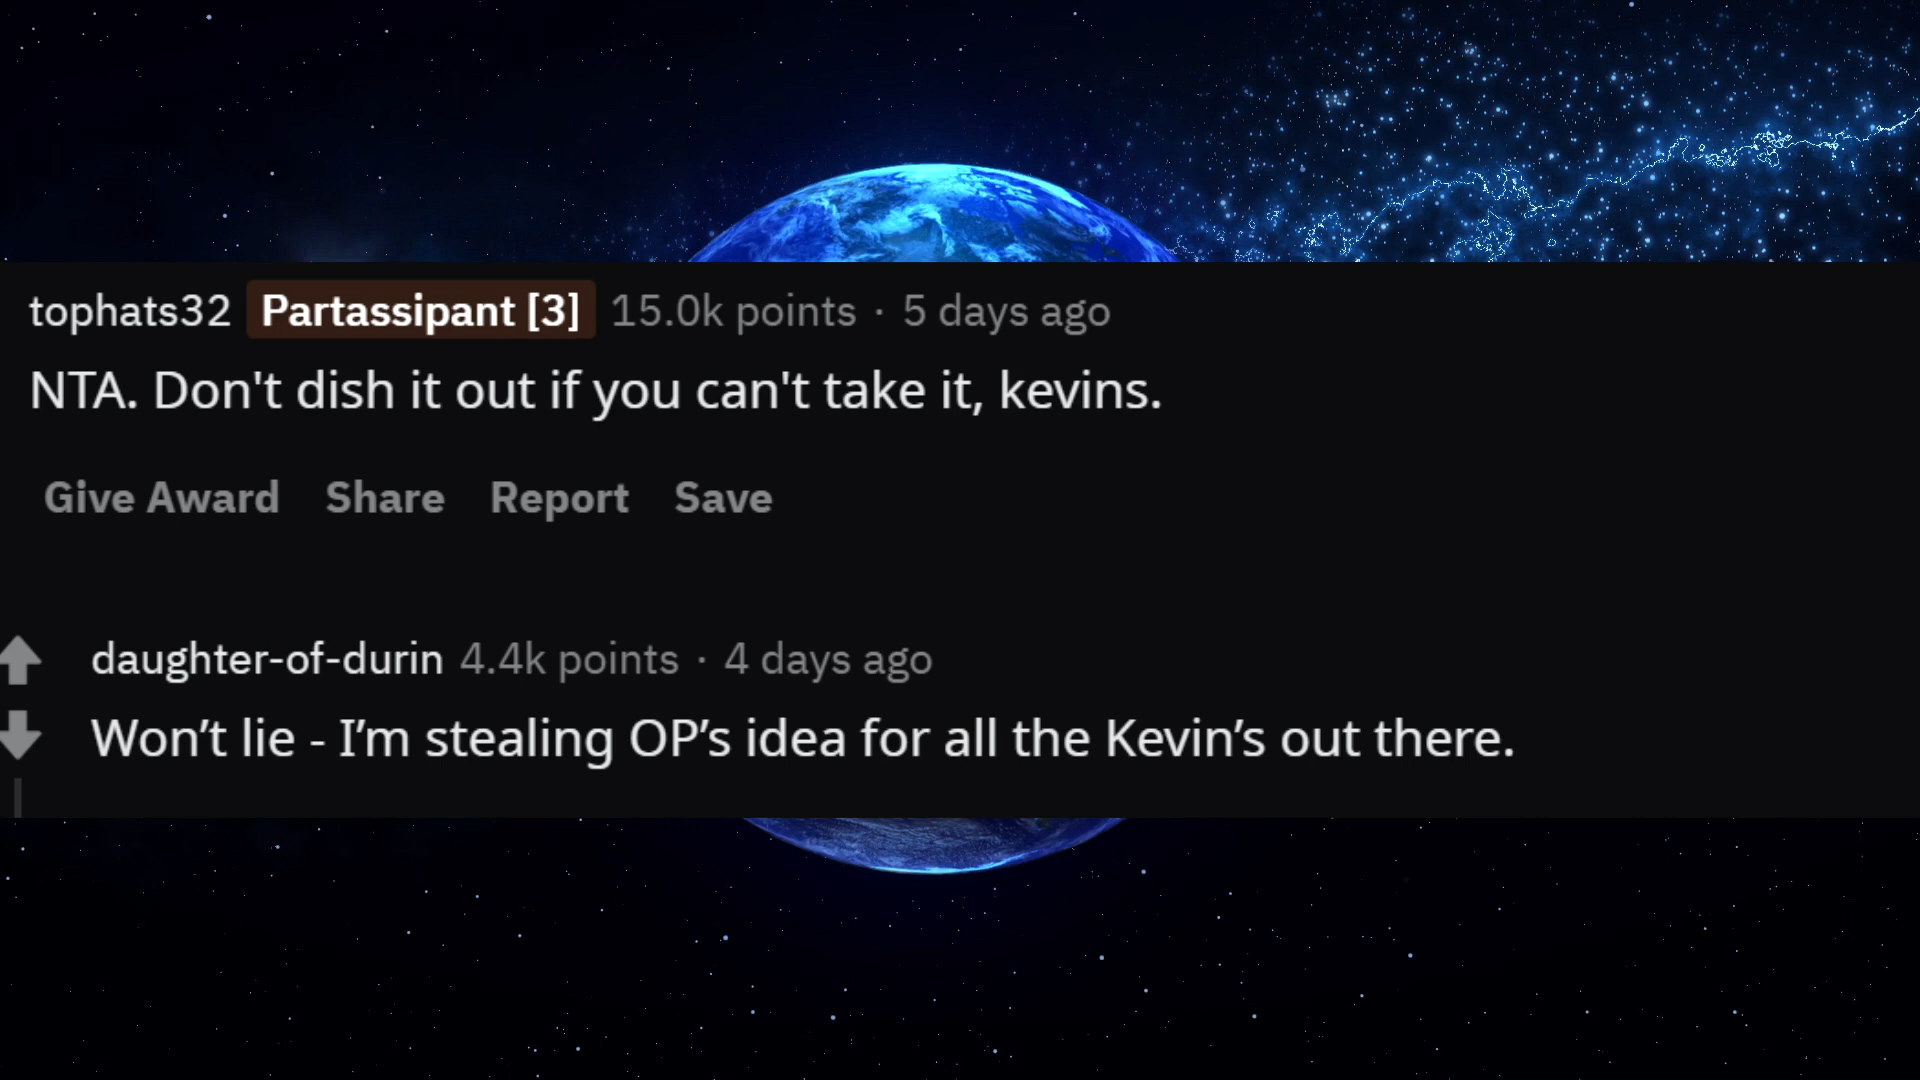 tophats32 Partassipant [3] 15.0k points · 5 days ago
NTA. Don't dish it out if you can't take it, kevins.
Give Award Share Report Save
daughter-of-durin 4.4k points · 4 days ago
Won’t lie - I’m stealing OP’s idea for all the Kevin’s out there.